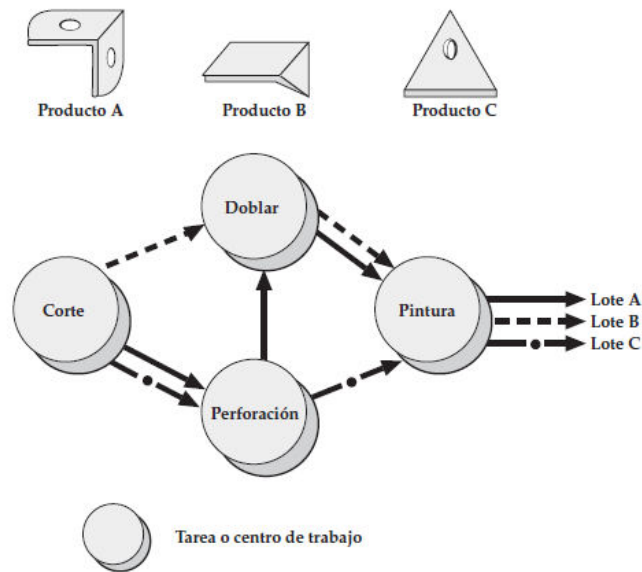 Producto A
Producto B
Producto C
Doblar
Corte
Pintura
Lote A
Lote B
Lote C
Perforación
Tarea o centro de trabajo